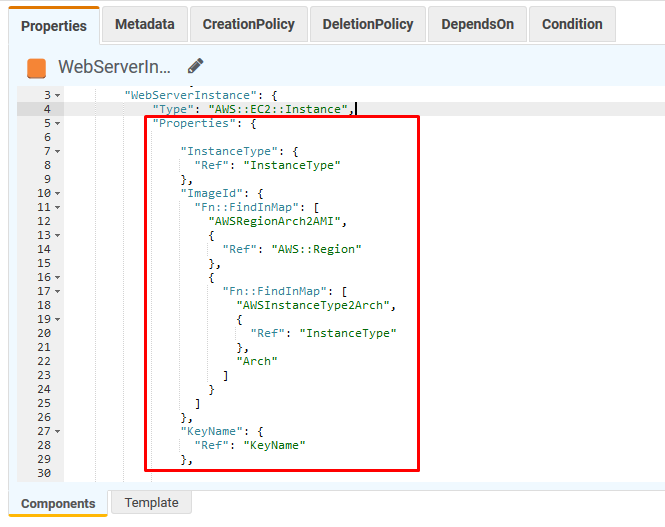 Properties
Metadata
CreationPolicy
DeletionPolicy
DependsOn
Condition
WebServerIn...
3 "WebServerInstance": {
4 "Type": "AWS::EC2::Instance",
5 "Properties": {
6
7 "InstanceType": {
8 "Ref": "InstanceType"
9 },
10 "ImageId": {
11 "Fn::FindInMap": [
12 "AWSRegionArch2AMI",
13 {
14 "Ref": "AWS::Region"
15 },
16 {
17 "Fn::FindInMap": [
18 "AWSInstanceType2Arch",
19 {
20 "Ref": "InstanceType"
21 },
22 "Arch"
23 ]
24 }
25 ]
26 },
27 "KeyName": {
28 "Ref": "KeyName"
29 },
30
Components
Template